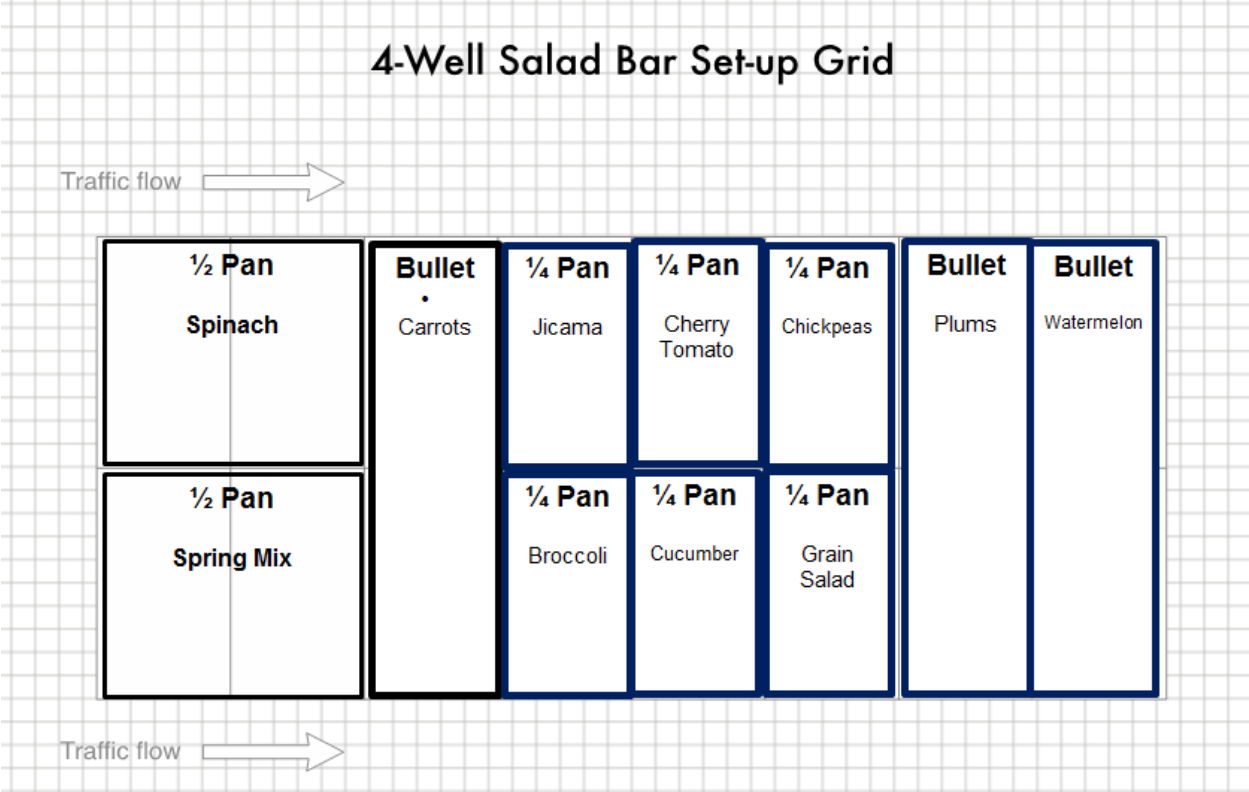 4-Well Salad Bar Set-up Grid
Traffic flow
½ Pan
Spinach
Bullet
•
Carrots
¼ Pan
Jicama
¼ Pan
Cherry
Tomato
¼ Pan
Chickpeas
Bullet
Plums
Bullet
Watermelon
½ Pan
Spring Mix
¼ Pan
Broccoli
¼ Pan
Cucumber
¼ Pan
Grain
Salad
Traffic flow